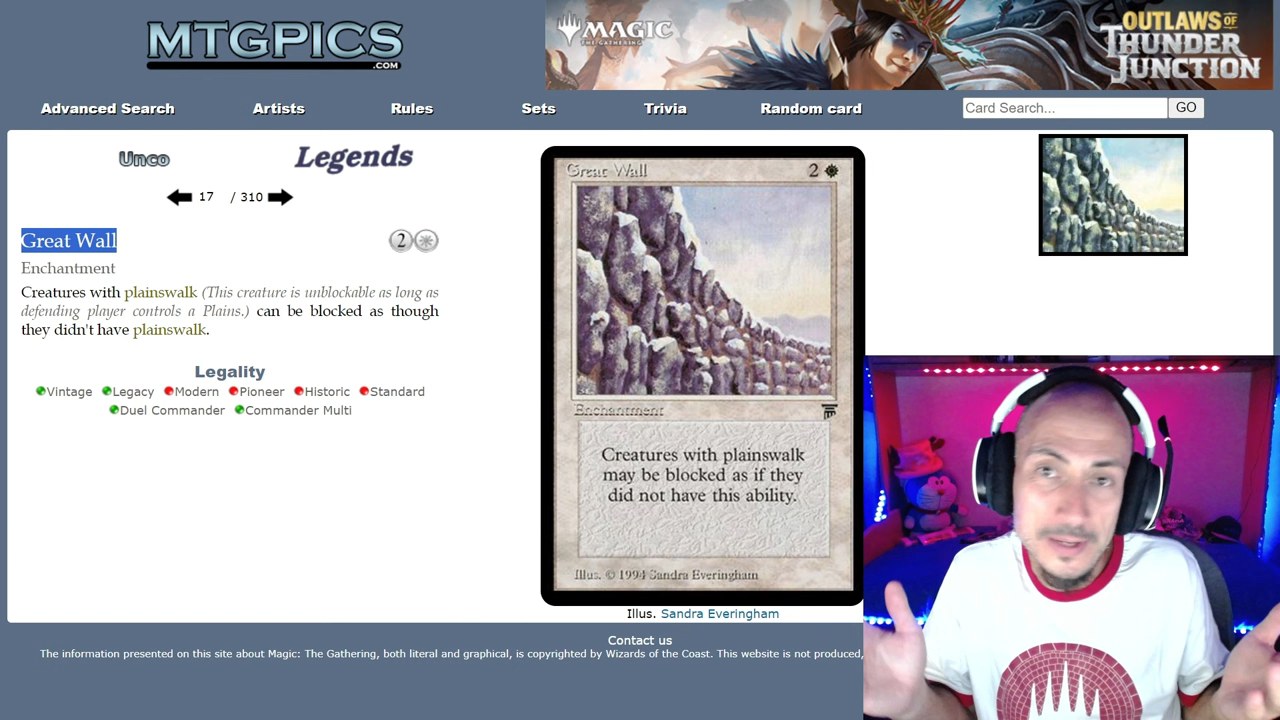 MTGPICS
.COM
MAGIC
THE GATHERING
OUTLAWS OF
THUNDER
JUNCTION
Advanced Search
Artists
Rules
Sets
Trivia
Random card
Card Search...
GO
Unco
Legends
17 / 310
Great Wall
2
Enchantment
Creatures with plainswalk (This creature is unblockable as long as
defending player controls a Plains.) can be blocked as though
they didn't have plainswalk.
Legality
Vintage Legacy Modern Pioneer Historic Standard
Duel Commander Commander Multi
Great Wall 2
Enchantment
Creatures with plainswalk
may be blocked as if they
did not have this ability.
Illus. © 1994 Sandra Everingham
Illus. Sandra Everingham
Contact us
The information presented on this site about Magic: The Gathering, both literal and graphical, is copyrighted by Wizards of the Coast. This website is not produced,